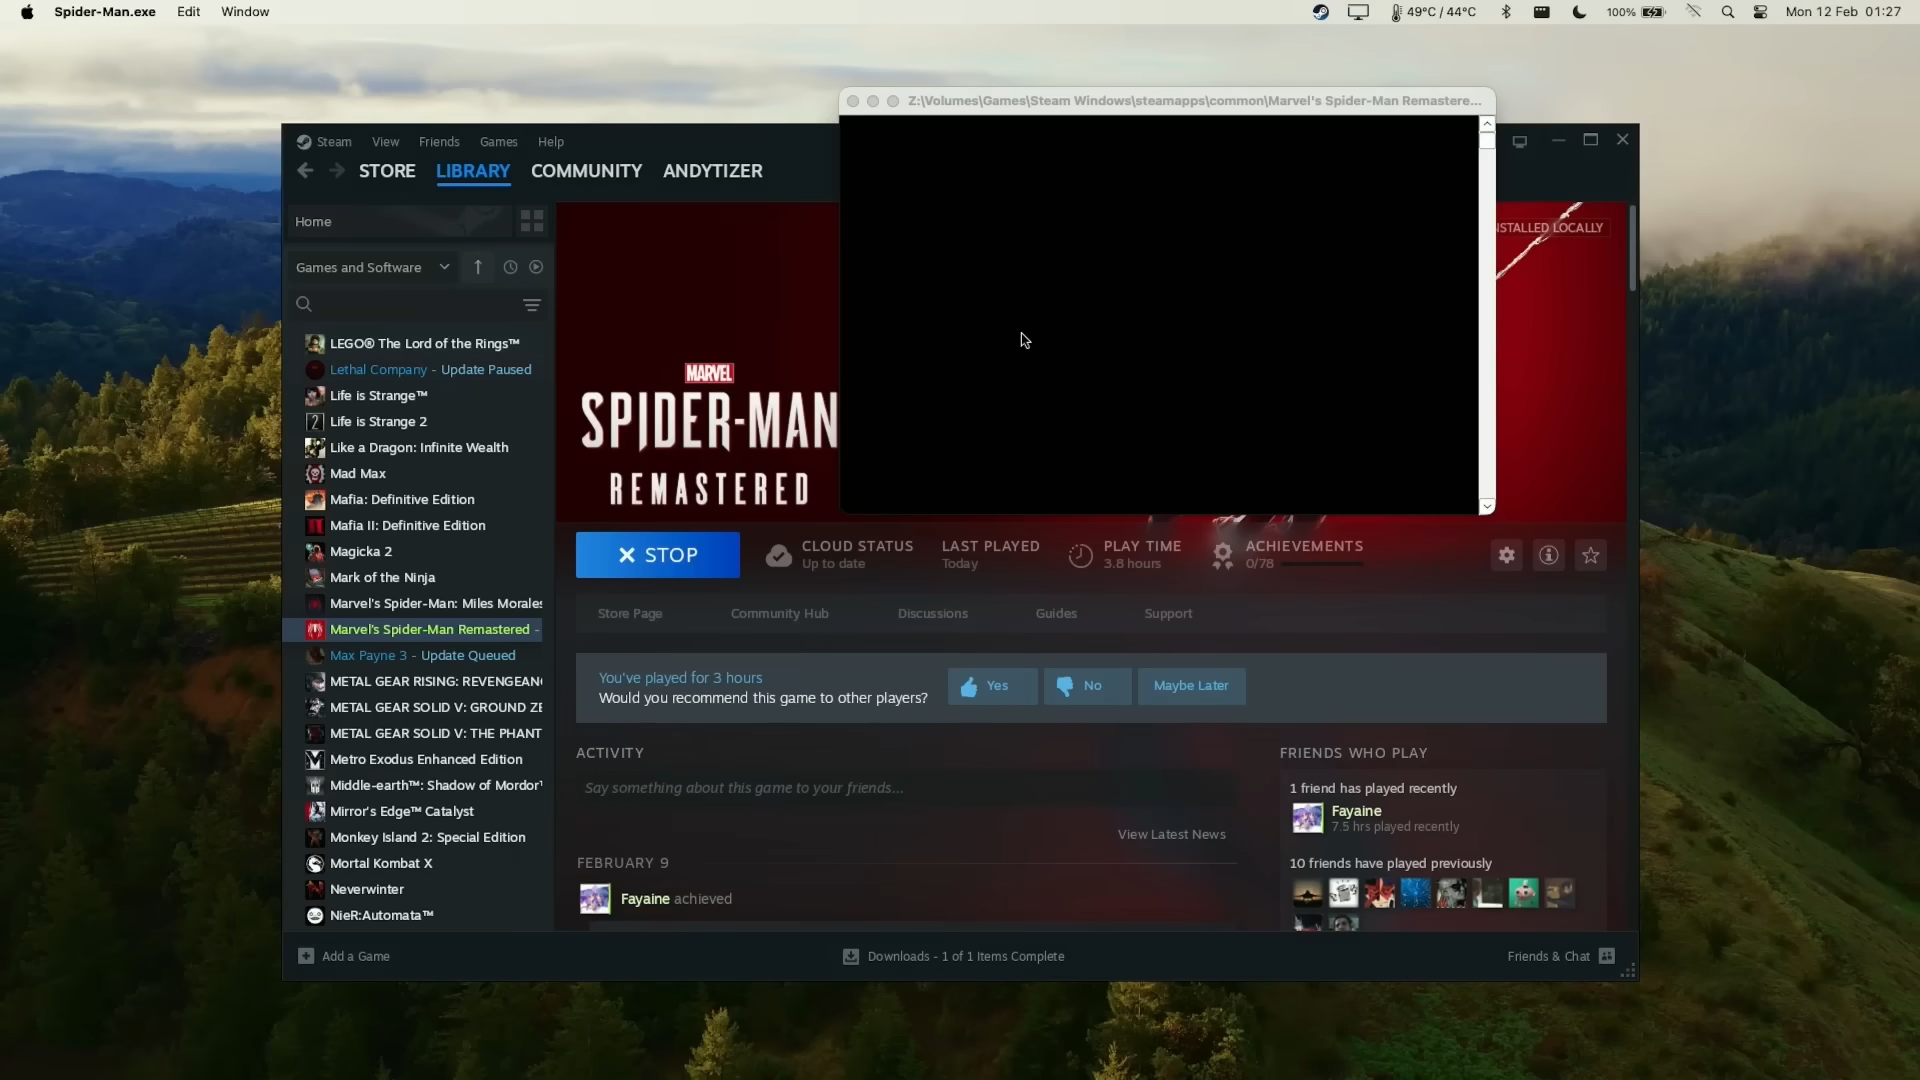 Spider-Man.exe Edit Window
49°C / 44°C 100% Mon 12 Feb 01:27
Z:\Volumes\Games\Steam Windows\steamapps\common\Marvel's Spider-Man Remastere...
Steam View Friends Games Help
STORE LIBRARY COMMUNITY ANDYTIZER
Home
Games and Software
LEGO® The Lord of the Rings™
Lethal Company - Update Paused
Life is Strange™
Life is Strange 2
Like a Dragon: Infinite Wealth
Mad Max
Mafia: Definitive Edition
Mafia II: Definitive Edition
Magicka 2
Mark of the Ninja
Marvel's Spider-Man: Miles Morales
Marvel's Spider-Man Remastered -
Max Payne 3 - Update Queued
METAL GEAR RISING: REVENGEAN
METAL GEAR SOLID V: GROUND ZE
METAL GEAR SOLID V: THE PHANT
Metro Exodus Enhanced Edition
Middle-earth™: Shadow of Mordor™
Mirror's Edge™ Catalyst
Monkey Island 2: Special Edition
Mortal Kombat X
Neverwinter
NieR:Automata™
NSTALLED LOCALLY
MARVEL
SPIDER-MAN
REMASTERED
STOP
CLOUD STATUS
Up to date
LAST PLAYED
Today
PLAY TIME
3.8 hours
ACHIEVEMENTS
0/78
Store Page Community Hub Discussions Guides Support
You've played for 3 hours
Would you recommend this game to other players?
Yes No Maybe Later
ACTIVITY
Say something about this game to your friends...
View Latest News
FEBRUARY 9
Fayaine achieved
FRIENDS WHO PLAY
1 friend has played recently
Fayaine
7.5 hrs played recently
10 friends have played previously
Add a Game
Downloads - 1 of 1 Items Complete
Friends & Chat